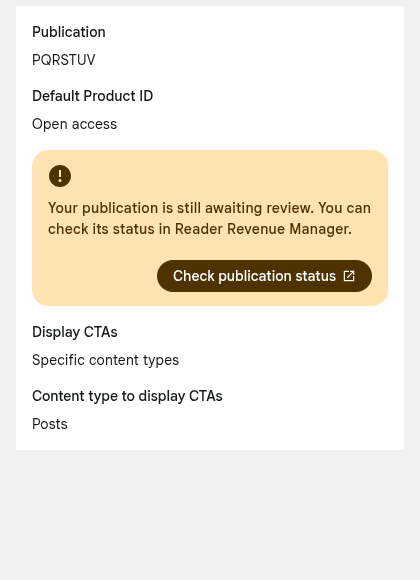 Publication
PQRSTUV
Default Product ID
Open access
Your publication is still awaiting review. You can
check its status in Reader Revenue Manager.
Check publication status
Display CTAs
Specific content types
Content type to display CTAs
Posts